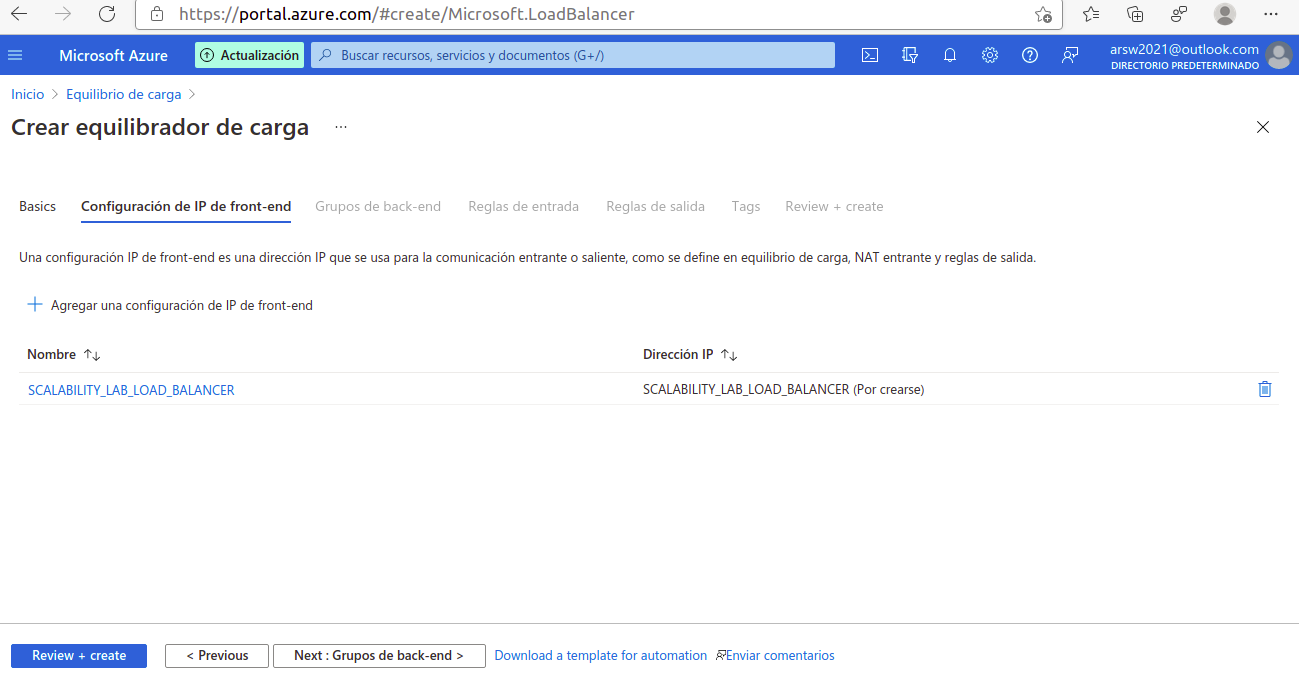 https://portal.azure.com/#create/Microsoft.LoadBalancer
Microsoft Azure
Actualización
Buscar recursos, servicios y documentos (G+/)
arsw2021@outlook.com
DIRECTORIO PREDETERMINADO
Inicio > Equilibrio de carga >
Crear equilibrador de carga ...
Basics Configuración de IP de front-end Grupos de back-end Reglas de entrada Reglas de salida Tags Review + create
Una configuración IP de front-end es una dirección IP que se usa para la comunicación entrante o saliente, como se define en equilibrio de carga, NAT entrante y reglas de salida.
Agregar una configuración de IP de front-end
Nombre ↑↓ Dirección IP ↑↓
SCALABILITY_LAB_LOAD_BALANCER SCALABILITY_LAB_LOAD_BALANCER (Por crearse)
Review + create < Previous Next : Grupos de back-end > Download a template for automation Enviar comentarios